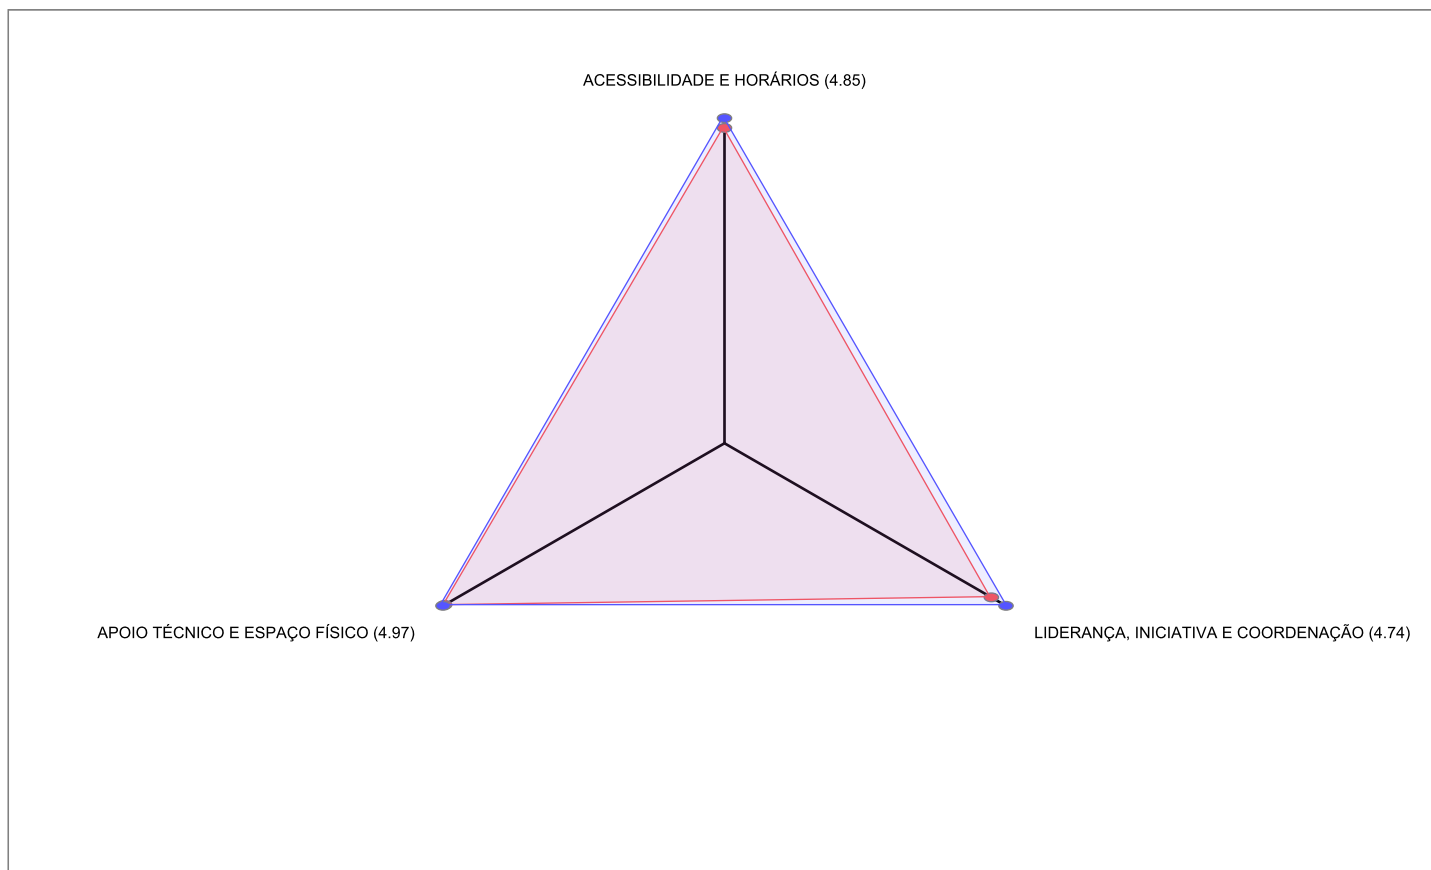 ACESSIBILIDADE E HORÁRIOS (4.85)
APOIO TÉCNICO E ESPAÇO FÍSICO (4.97)
LIDERANÇA, INICIATIVA E COORDENAÇÃO (4.74)